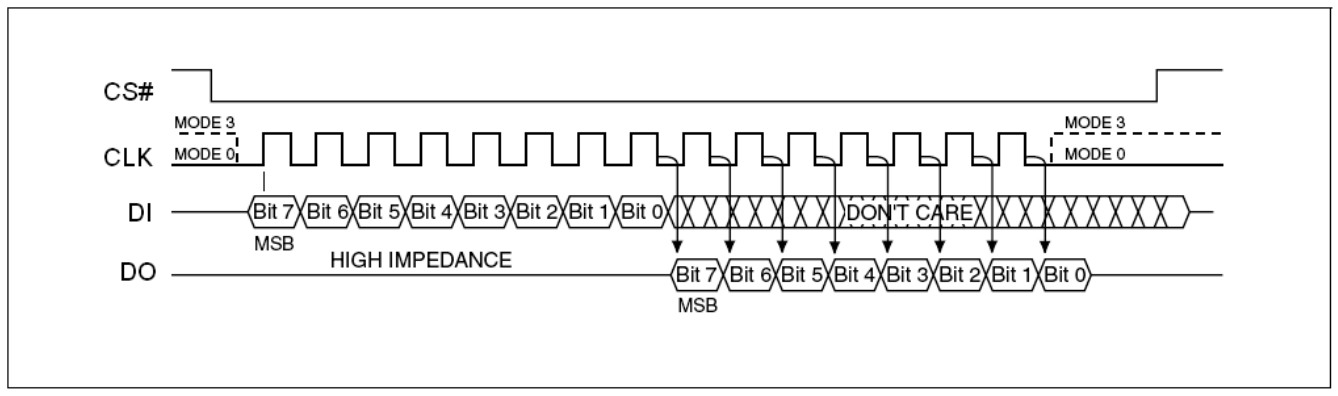 CS#
MODE 3 MODE 3
CLK MODE 0 MODE 0
DI Bit 7 Bit 6 Bit 5 Bit 4 Bit 3 Bit 2 Bit 1 Bit 0 DON'T CARE
MSB
HIGH IMPEDANCE
DO Bit 7 Bit 6 Bit 5 Bit 4 Bit 3 Bit 2 Bit 1 Bit 0
MSB